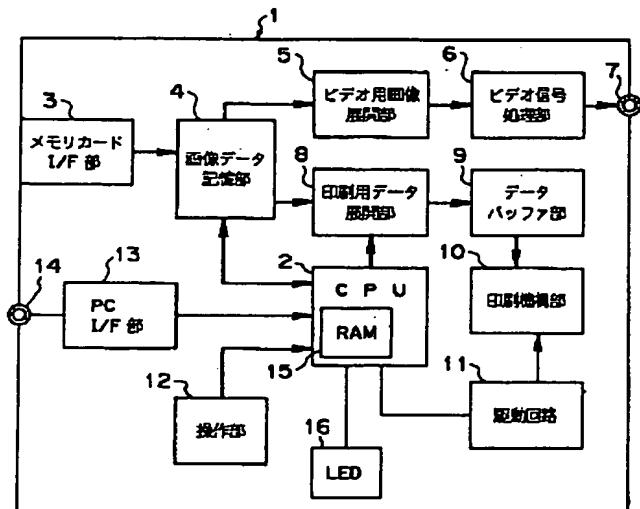 1
5
ビデオ用画像
展開部
6
ビデオ信号
処理部
7
3
メモリカード
I/F 部
4
画像データ
記憶部
8
印刷用データ
展開部
9
データ
バッファ部
14
13
PC
I/F 部
2
CPU
RAM
15
10
印刷機構部
12
操作部
16
LED
11
駆動回路